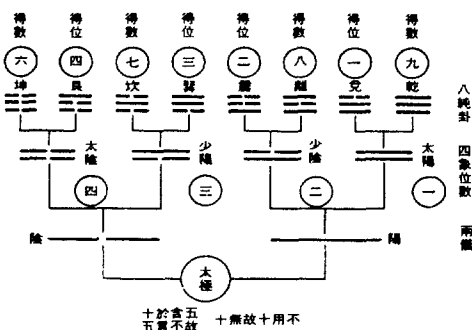 得數
得位
得數
得位
得位
得數
得位
得數
九
一
八
二
三
七
四
六
乾
兌
離
震
巽
坎
艮
坤
八純卦
太陽
少陰
少陽
太陰
四象位數
一
二
三
四
兩儀
陽
陰
太極
不用十故無十
五含於十
故不言五